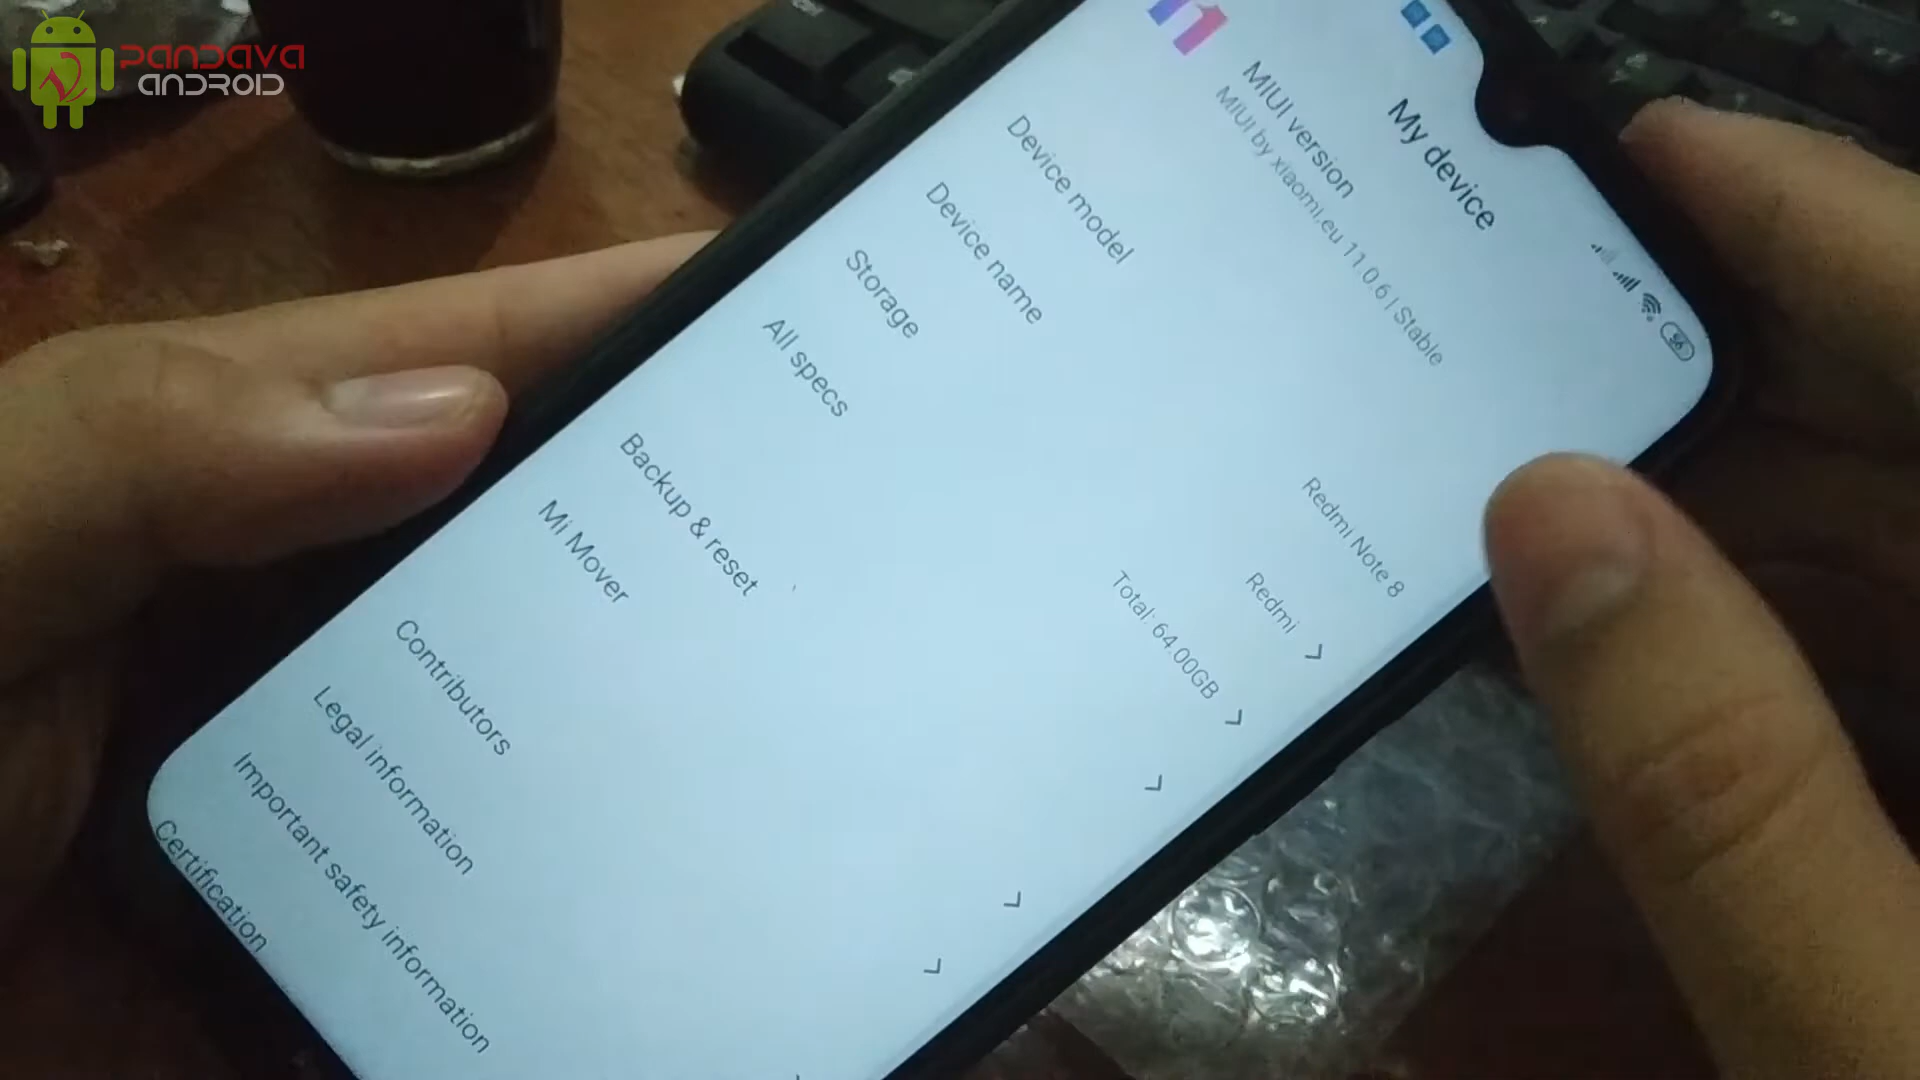 PANDAVA
ANDROID
My device
MIUI version
MIUI by xiaomi.eu 11.0.6 | Stable
Device model
Redmi Note 8
Device name
Redmi
Storage
Total: 64.00GB
All specs
Backup & reset
Mi Mover
Contributors
Legal information
Important safety information
Certification